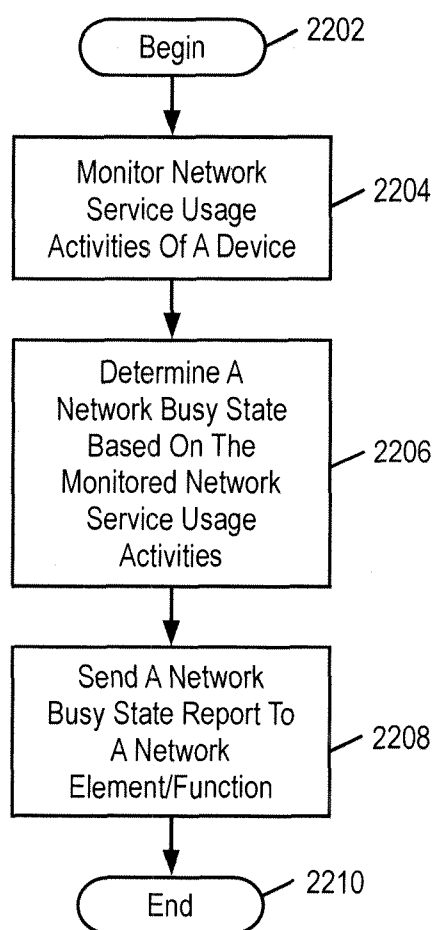 Begin
2202
Monitor Network
Service Usage
Activities Of A Device
2204
Determine A
Network Busy State
Based On The
Monitored Network
Service Usage
Activities
2206
Send A Network
Busy State Report To
A Network
Element/Function
2208
End
2210